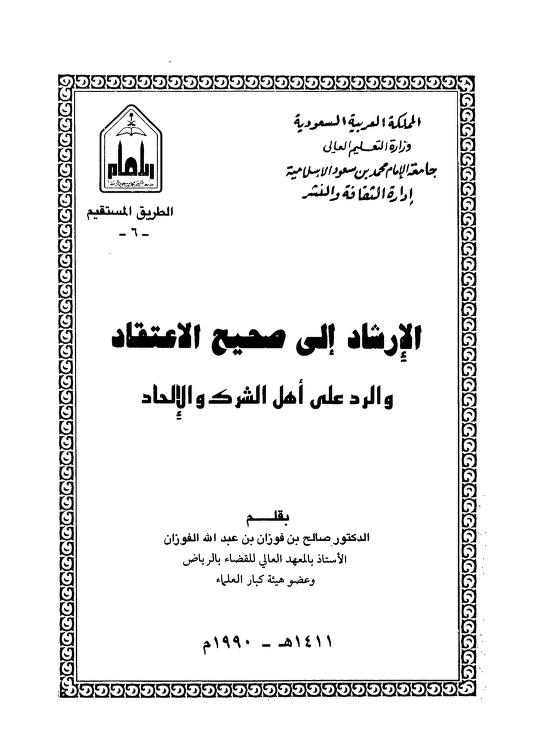 المملكة العربية السعودية
وزارة التعليم العالى
جامعة الإمام محمد بن سعود الإسلامية
إدارة الثقافة والنشر
الطريق المستقيم
- ٦ -
الإرشاد إلى صحيح الاعتقاد
والرد على أهل الشرك والإلحاد
بقلم
الدكتور صالح بن فوزان بن عبد الله الفوزان
الأستاذ بالمعهد العالي للقضاء بالرياض
وعضو هيئة كبار العلماء
١٤١١هـ - ١٩٩٠م